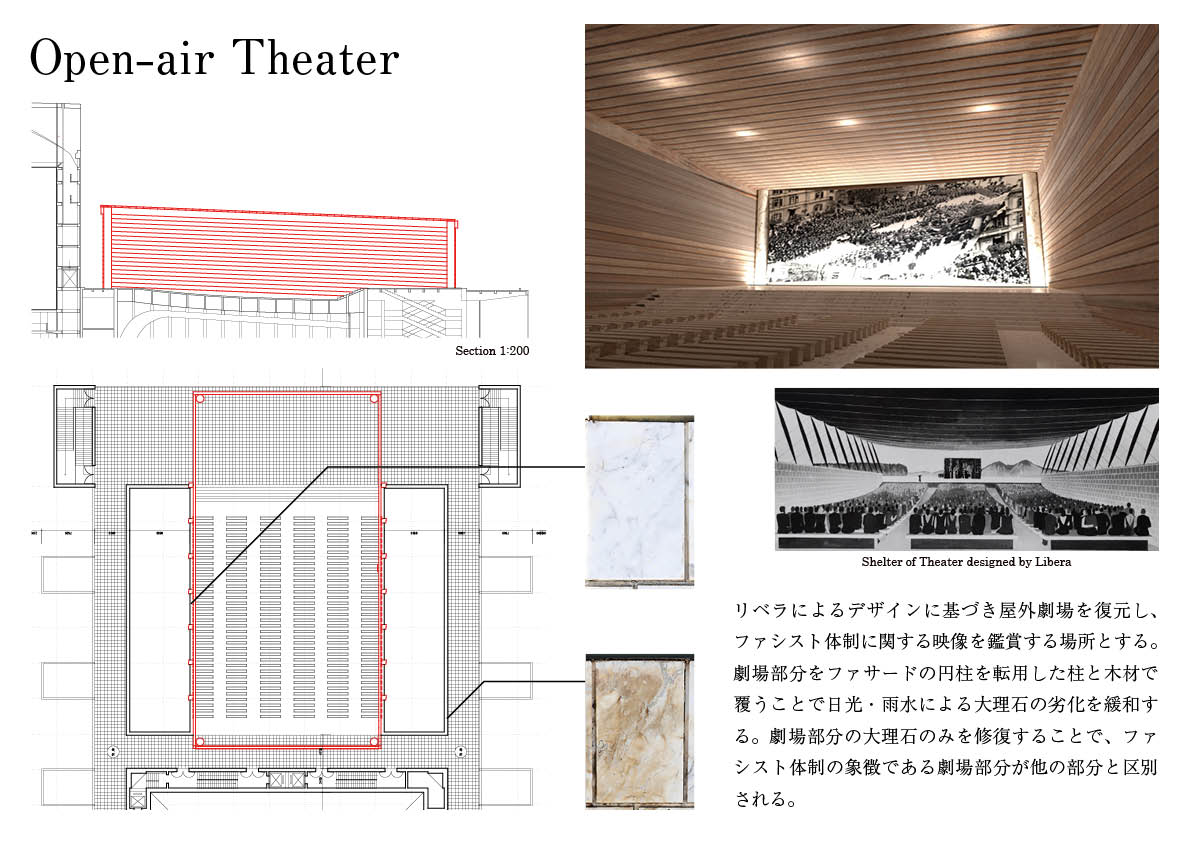 Open-air Theater
Section 1:200
Shelter of Theater designed by Libera
リベラによるデザインに基づき屋外劇場を復元し、
ファシスト体制に関する映像を鑑賞する場所とする。
劇場部分をファサードの円柱を転用した柱と木材で
覆うことで日光・雨水による大理石の劣化を緩和す
る。劇場部分の大理石のみを修復することで、ファ
シスト体制の象徴である劇場部分が他の部分と区別
される。